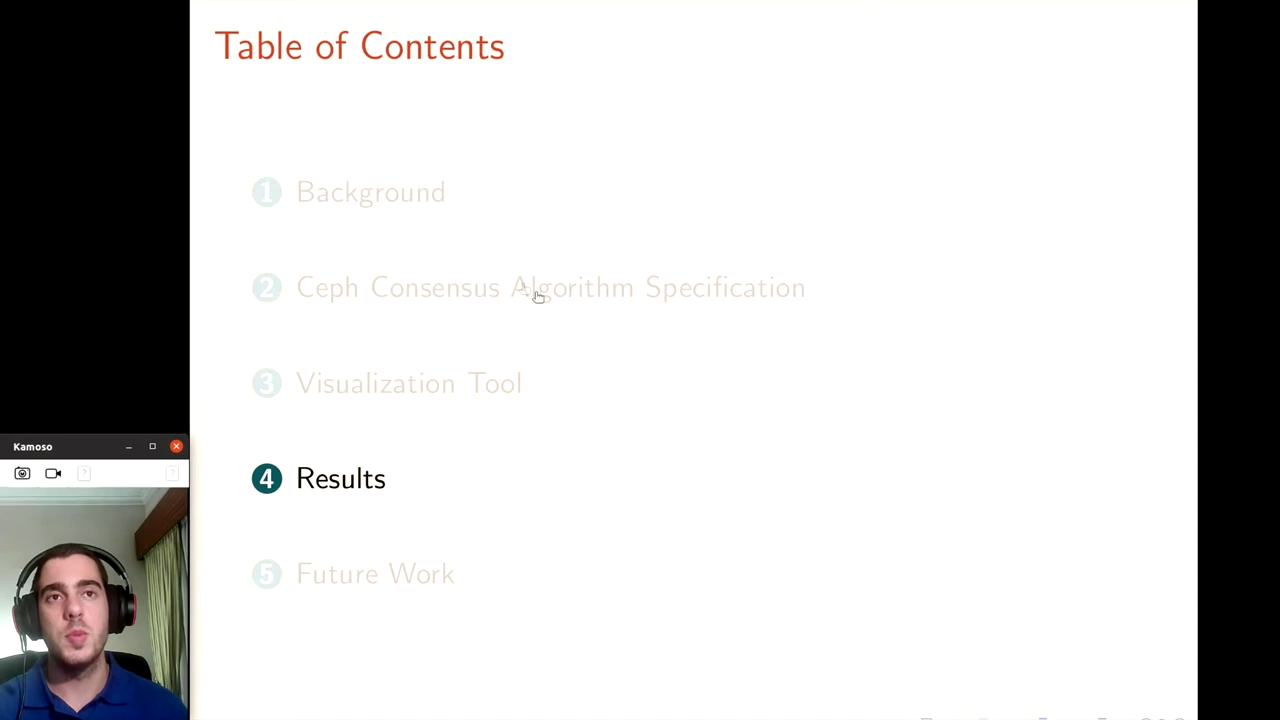 Table of Contents
1 Background
2 Ceph Consensus Algorithm Specification
3 Visualization Tool
Kamoso
4 Results
5 Future Work